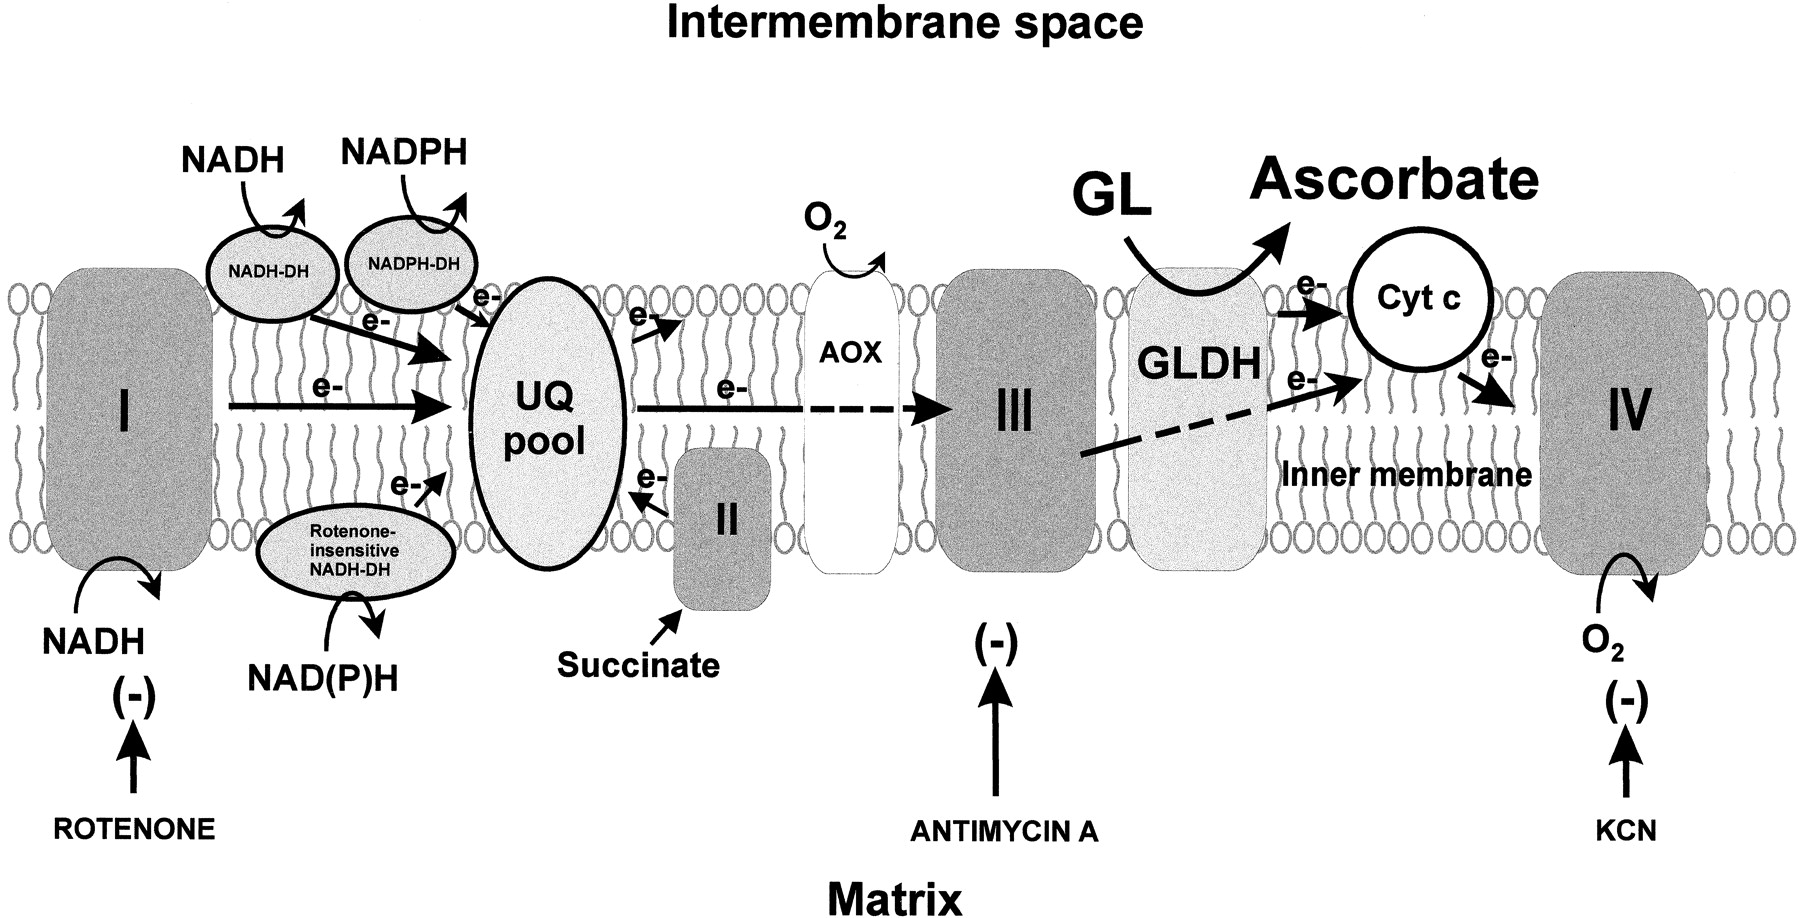 Intermembrane space
NADH
NADPH
GL
Ascorbate
O2
NADH-DH
NADPH-DH
e-
e-
e-
e-
Cyt c
AOX
GLDH
e-
e-
e-
e-
I
UQ
pool
III
IV
e-
e-
Inner membrane
II
Rotenone-
insensitive
NADH-DH
NADH
NAD(P)H
Succinate
(-)
O2
(-)
(-)
ROTENONE
ANTIMYCIN A
KCN
Matrix